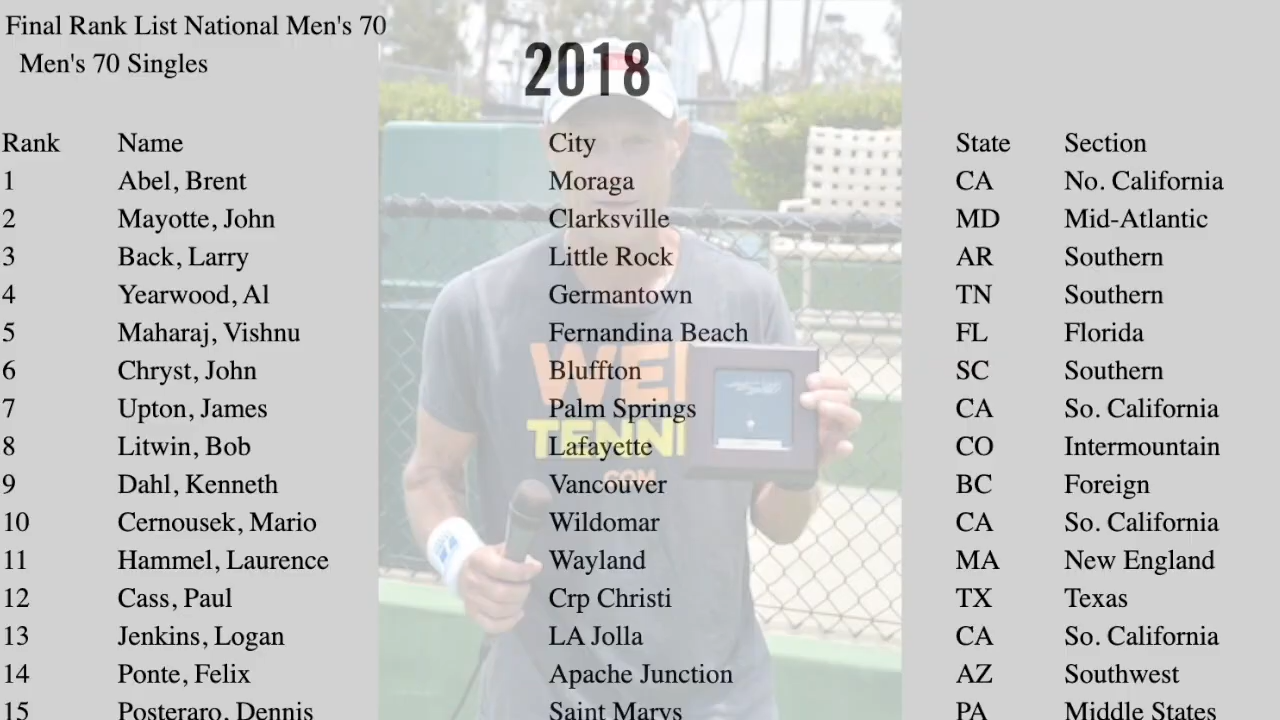 Final Rank List National Men's 70
Men's 70 Singles
2018
Rank Name City State Section
1 Abel, Brent Moraga CA No. California
2 Mayotte, John Clarksville MD Mid-Atlantic
3 Back, Larry Little Rock AR Southern
4 Yearwood, Al Germantown TN Southern
5 Maharaj, Vishnu Fernandina Beach FL Florida
6 Chryst, John Bluffton SC Southern
7 Upton, James Palm Springs CA So. California
8 Litwin, Bob Lafayette CO Intermountain
9 Dahl, Kenneth Vancouver BC Foreign
10 Cernousek, Mario Wildomar CA So. California
11 Hammel, Laurence Wayland MA New England
12 Cass, Paul Crp Christi TX Texas
13 Jenkins, Logan LA Jolla CA So. California
14 Ponte, Felix Apache Junction AZ Southwest
15 Posteraro, Dennis Saint Marys PA Middle States
WE
TENNI
.COM